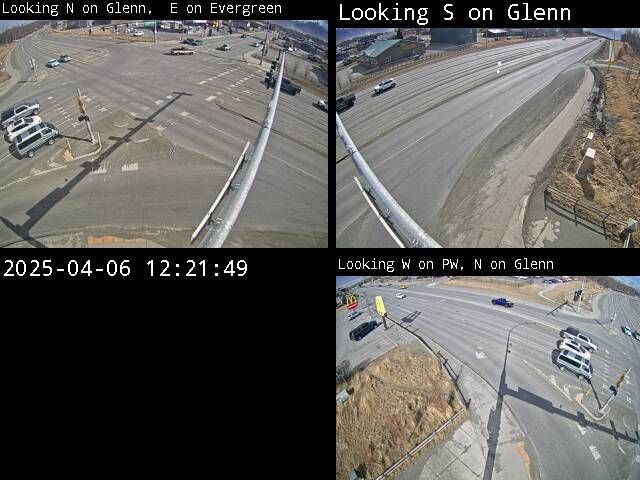 Looking N on Glenn,  E on Evergreen
Looking S on Glenn
2025-04-06 12:21:49
Looking W on PW, N on Glenn